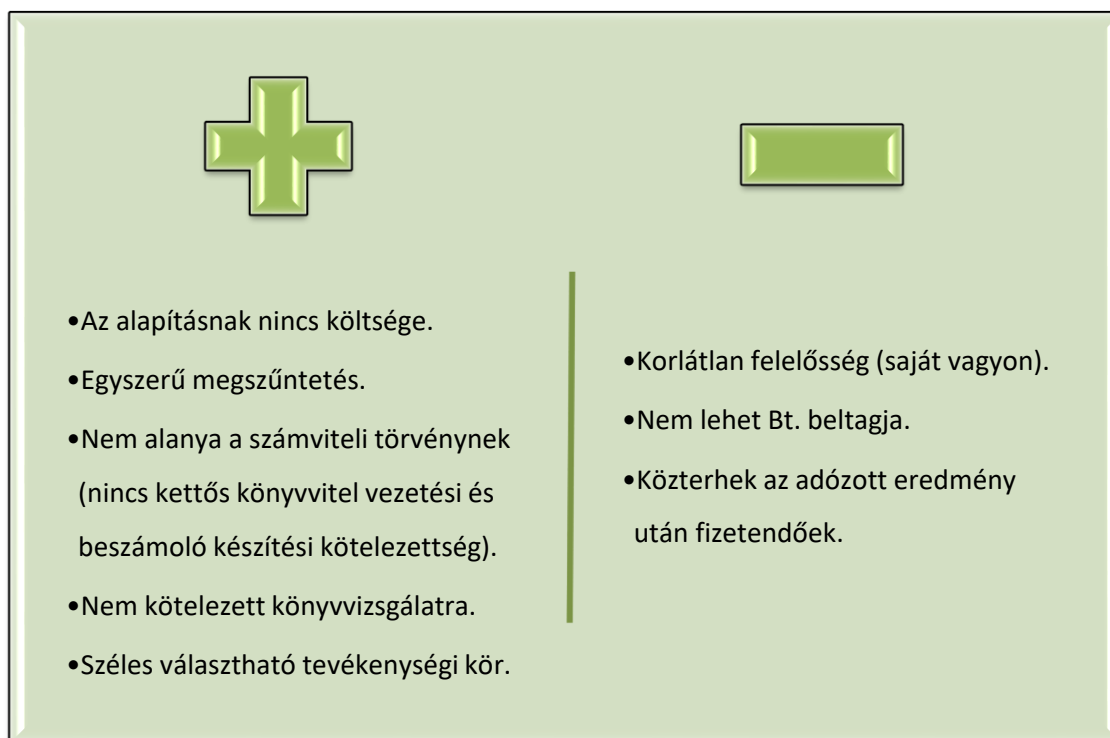 •Az alapításnak nincs költsége.
•Egyszerű megszűntetés.
•Nem alanya a számviteli törvénynek
(nincs kettős könyvvitel vezetési és
beszámoló készítési kötelezettség).
•Nem kötelezett könyvvizsgálatra.
•Széles választható tevékenységi kör.
•Korlátlan felelősség (saját vagyon).
•Nem lehet Bt. beltagja.
•Közterhek az adózott eredmény
után fizetendőek.